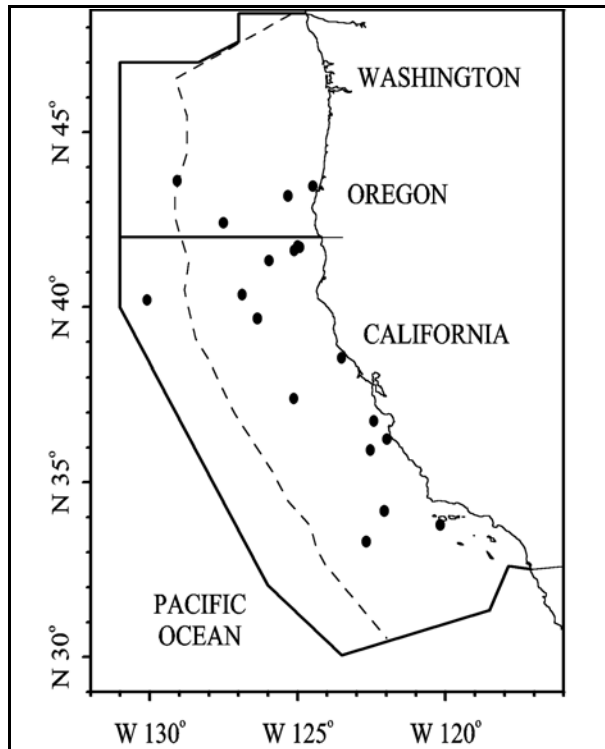 WASHINGTON
N 45°
OREGON
N 40°
CALIFORNIA
N 35°
PACIFIC
OCEAN
N 30°
W 130° W 125° W 120°